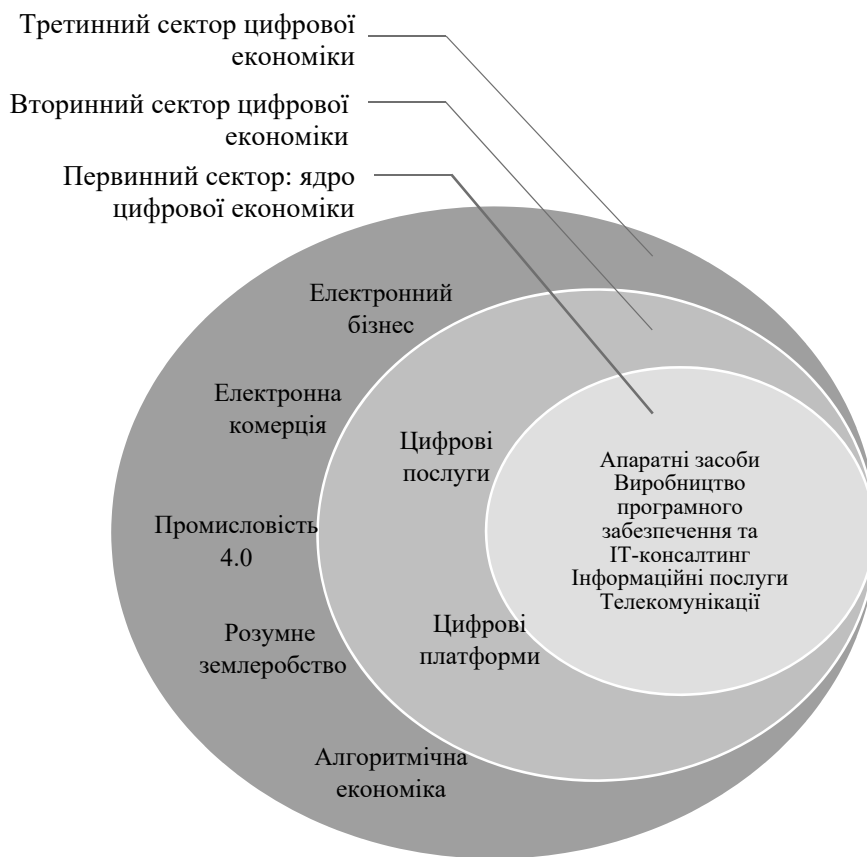 Третинний сектор цифрової
економіки
Вторинний сектор цифрової
економіки
Первинний сектор: ядро
цифрової економіки
Електронний
бізнес
Електронна
комерція
Промисловість
4.0
Розумне
землеробство
Алгоритмічна
економіка
Цифрові
послуги
Цифрові
платформи
Апаратні засоби
Виробництво
програмного
забезпечення та
ІТ-консалтинг
Інформаційні послуги
Телекомунікації